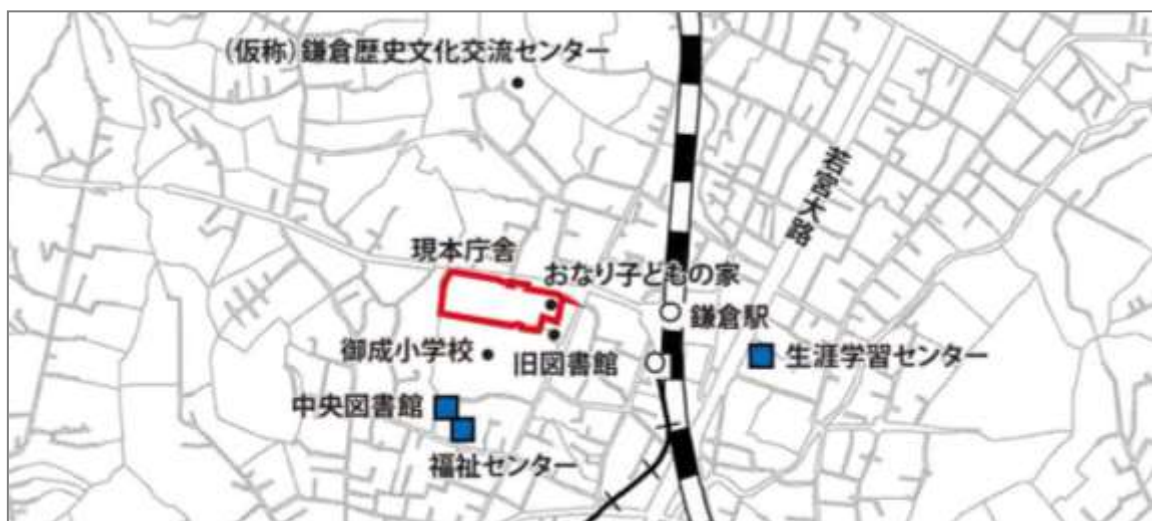 (仮称)鎌倉歴史文化交流センター
若宮大路
現本庁舎
おなり子どもの家
鎌倉駅
御成小学校
旧図書館
生涯学習センター
中央図書館
福祉センター